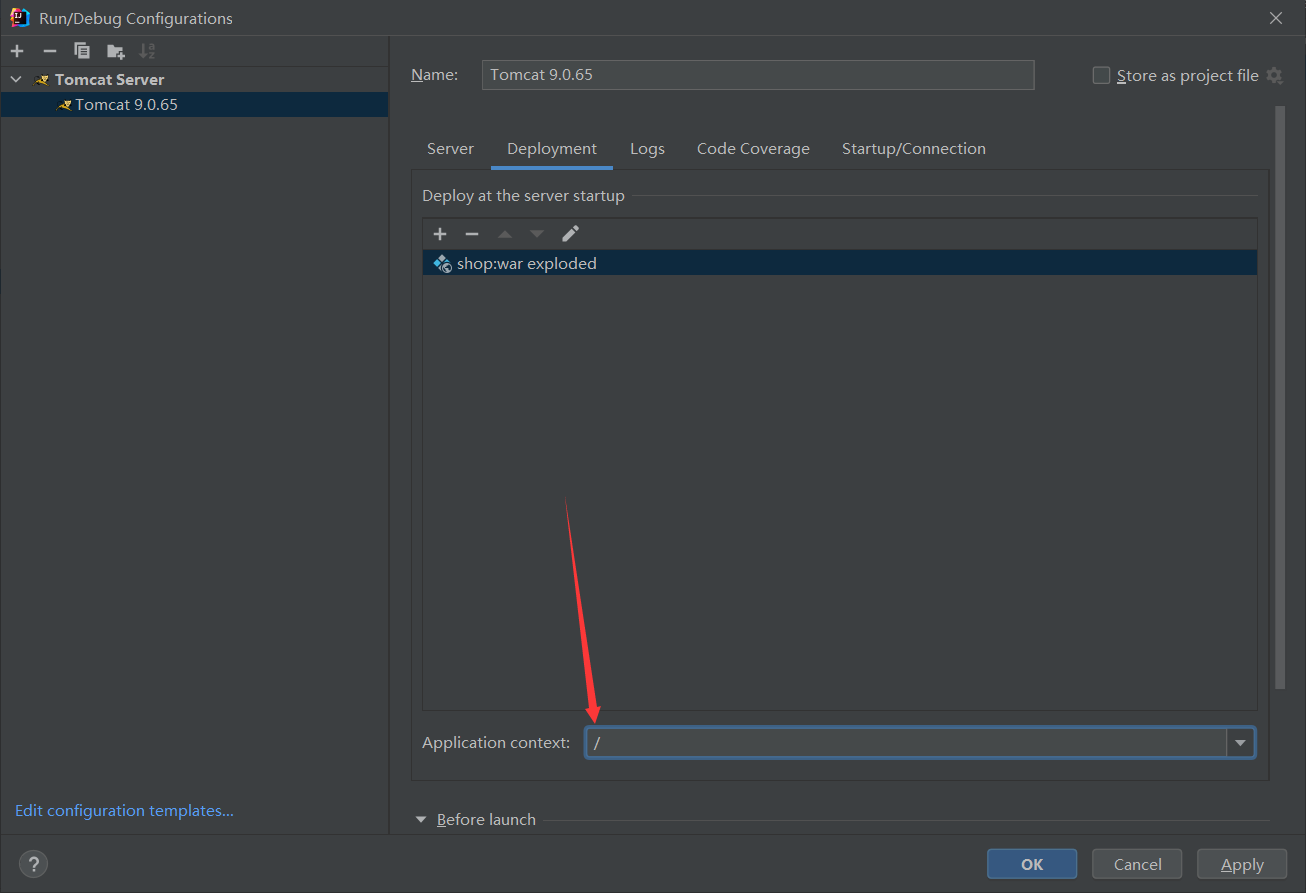 Run/Debug Configurations
Tomcat Server
Tomcat 9.0.65
Name: Tomcat 9.0.65 Store as project file
Server Deployment Logs Code Coverage Startup/Connection
Deploy at the server startup
shop:war exploded
Application context: /
Edit configuration templates...
Before launch
? OK Cancel Apply